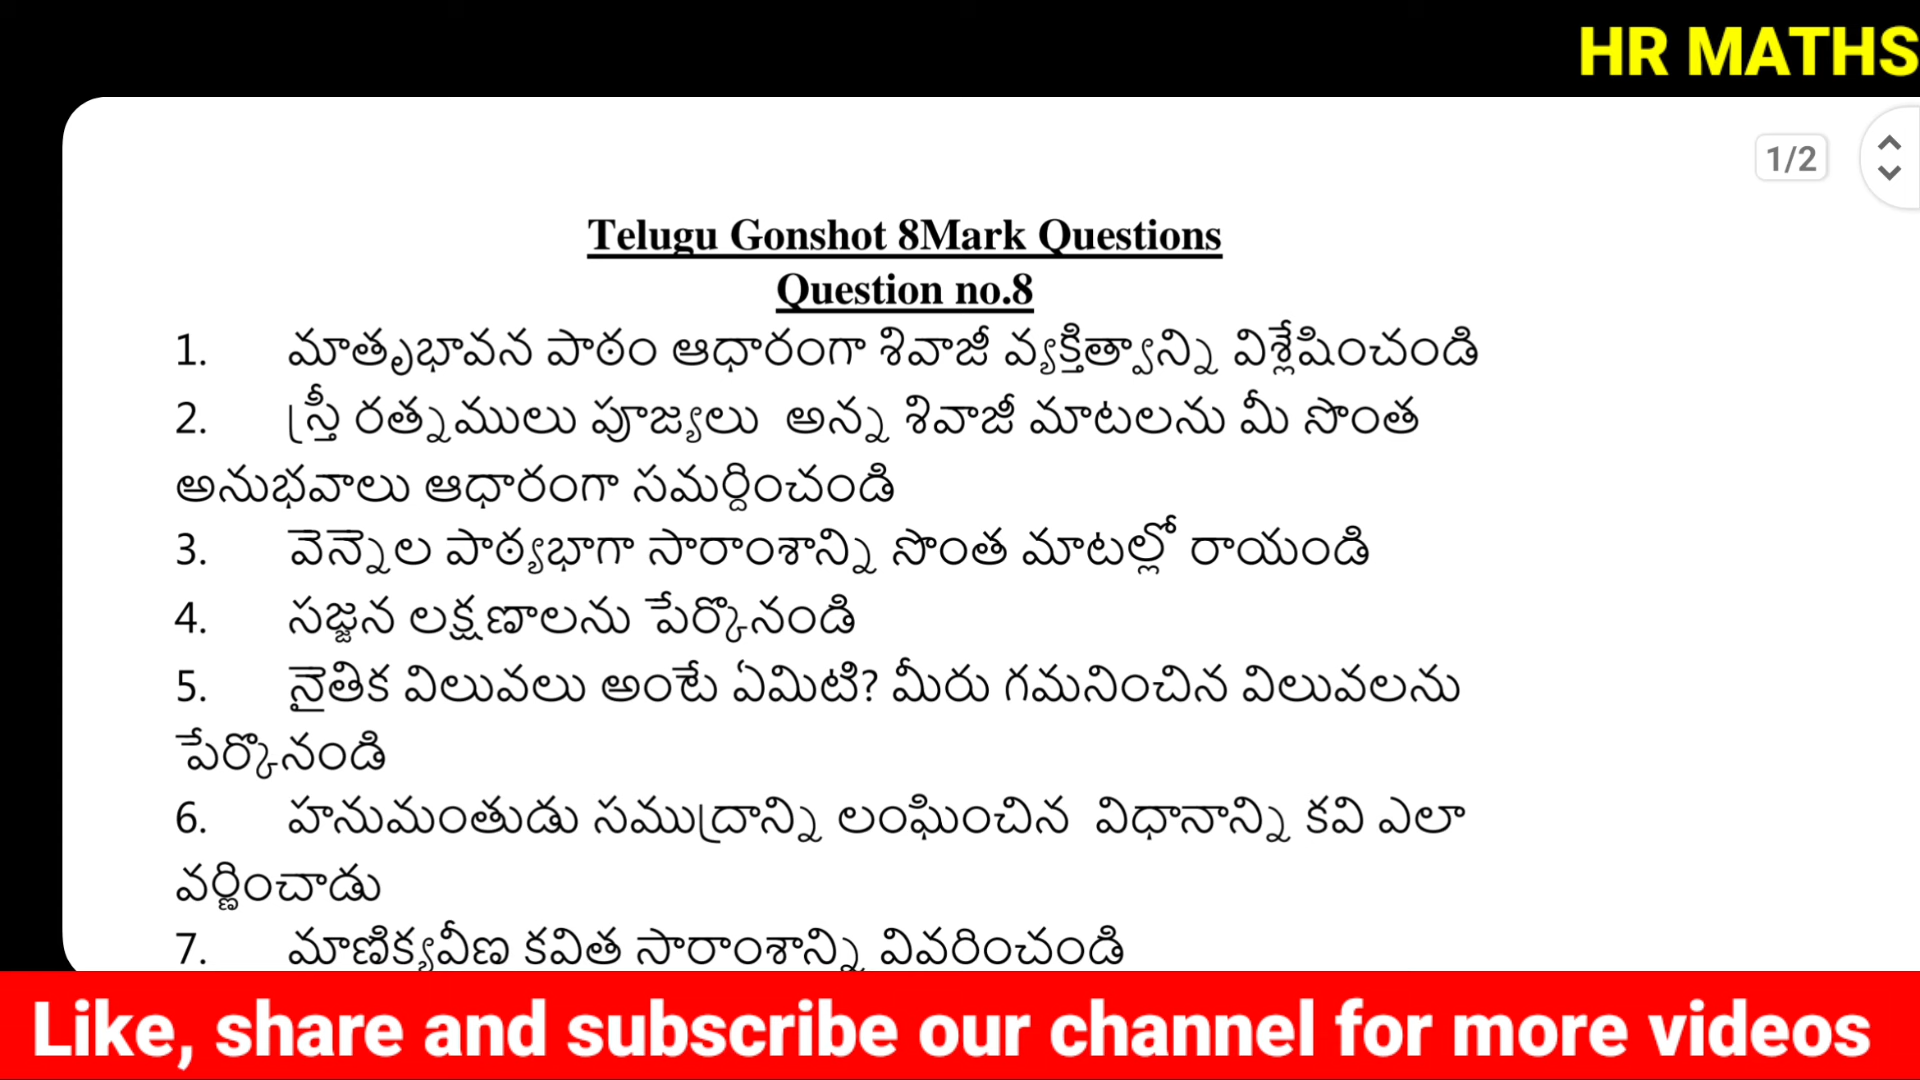 HR MATHS
1/2
Telugu Gonshot 8Mark Questions
Question no.8
1. మాతృభావన పాఠం ఆధారంగా శివాజీ వ్యక్తిత్వాన్ని విశ్లేషించండి
2. స్త్రీ రత్నములు పూజ్యలు అన్న శివాజీ మాటలను మీ సొంత
అనుభవాలు ఆధారంగా సమర్దించండి
3. వెన్నెల పాఠ్యభాగా సారాంశాన్ని సొంత మాటల్లో రాయండి
4. సజ్జన లక్షణాలను పేర్కొనండి
5. నైతిక విలువలు అంటే ఏమిటి? మీరు గమనించిన విలువలను
పేర్కొనండి
6. హనుమంతుడు సముద్రాన్ని లంఘించిన విధానాన్ని కవి ఎలా
వర్ణించాడు
7. మాణిక్యవీణ కవిత సారాంశాన్ని వివరించండి
Like, share and subscribe our channel for more videos